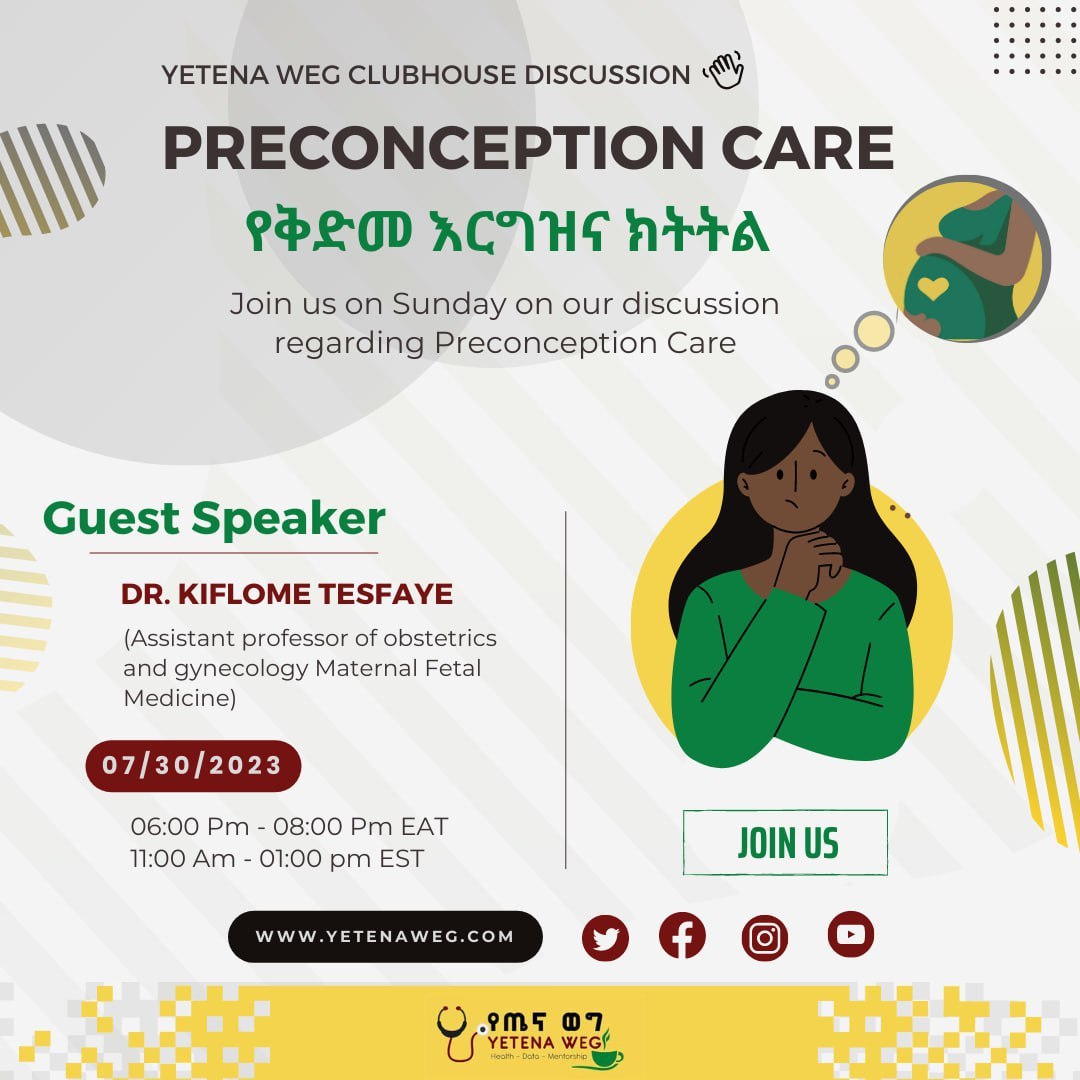 YETENA WEG CLUBHOUSE DISCUSSION
PRECONCEPTION CARE
የቅድመ እርግዝና ክትትል
Join us on Sunday on our discussion
regarding Preconception Care
Guest Speaker
DR. KIFLOME TESFAYE
(Assistant professor of obstetrics
and gynecology Maternal Fetal
Medicine)
07/30/2023
06:00 Pm - 08:00 Pm EAT
11:00 Am - 01:00 pm EST
JOIN US
WWW.YETENAWEG.COM
የጤና ወግ
YETENA WEG
Health - Data - Mentorship